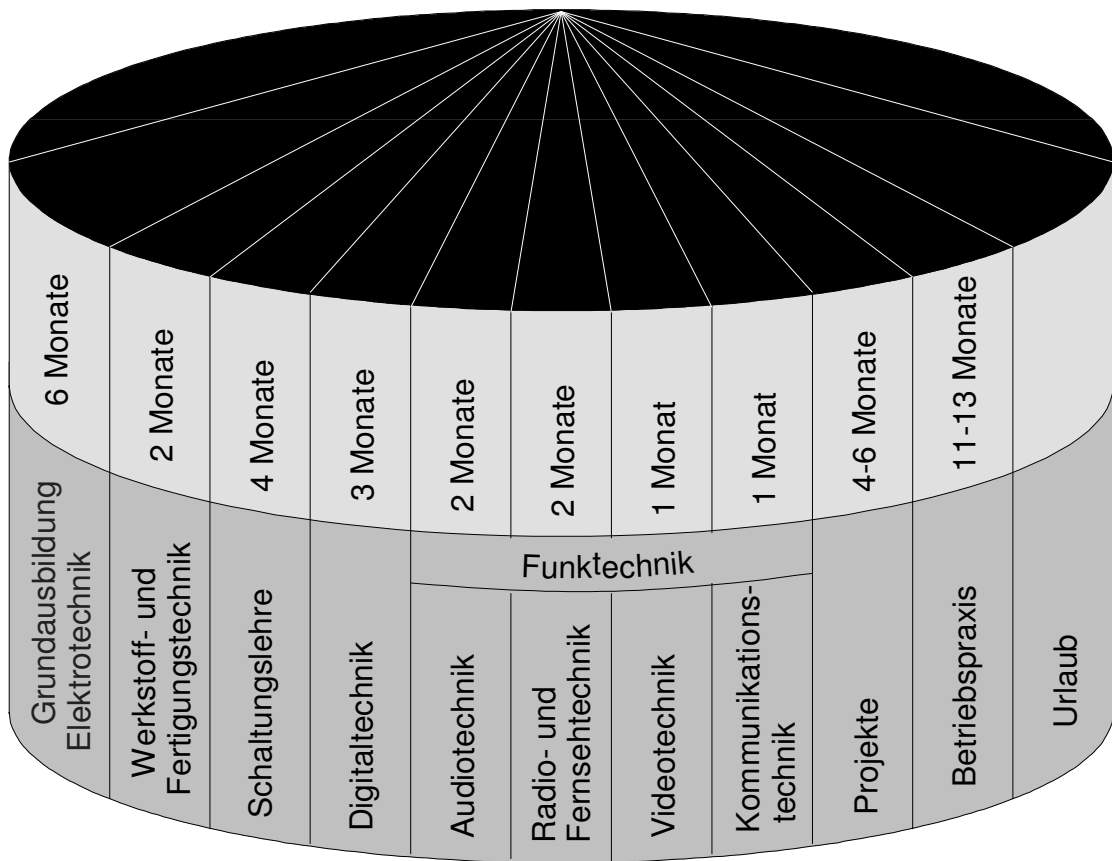 6 Monate
2 Monate
4 Monate
3 Monate
2 Monate
2 Monate
1 Monat
1 Monat
4-6 Monate
11-13 Monate
Funktechnik
Grundausbildung
Elektrotechnik
Werkstoff- und
Fertigungstechnik
Schaltungslehre
Digitaltechnik
Audiotechnik
Radio- und
Fernsehtechnik
Videotechnik
Kommunikations-
technik
Projekte
Betriebspraxis
Urlaub